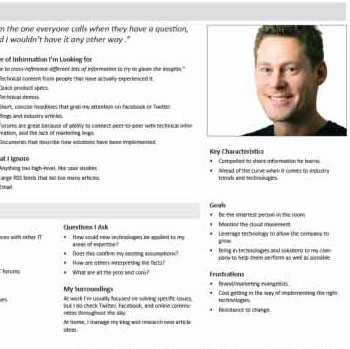 m the one everyone calls when they have a question,
d I wouldn't have it any other way."
e of Information I'm Looking for
e to cross-reference different bits of information to try to gather the insights."
Technical content from people that have actually experienced it.
Quick product specs.
Technical demos.
Short, concise headlines that grab my attention on Facebook or Twitter.
Blogs and industry articles.
Forums are great because of ability to connect peer-to-peer with technical infor-
mation, and the lack of marketing lingo.
Documents that describe how solutions have been implemented.
at I Ignore
Anything too high-level, like case studies.
Large RSS feeds that list too many articles.
Email.
Key Characteristics
• Compelled to share information he learns.
• Ahead of the curve when it comes to industry
trends and technologies.
Goals
• Be the smartest person in the room.
• Monitor the cloud movement.
• Leverage technology to allow the company to
grow.
• Bring in technologies and solutions to my com-
pany to help them perform as well as possible.
Frustrations
• Brand/marketing evangelists.
• Cost getting in the way of implementing the right
technologies.
• Resistance to change.
nces with other IT
T forums
ues
Questions I Ask
• How could new technologies be applied to my
areas of expertise?
• Does this confirm my existing assumptions?
• How are others interpreting the facts?
• What are all the pros and cons?
My Surroundings
At work I'm usually focused on solving specific issues,
but I do check Twitter, Facebook, and online commu-
nities throughout the day.
At home, I manage my blog and research new article
ideas.